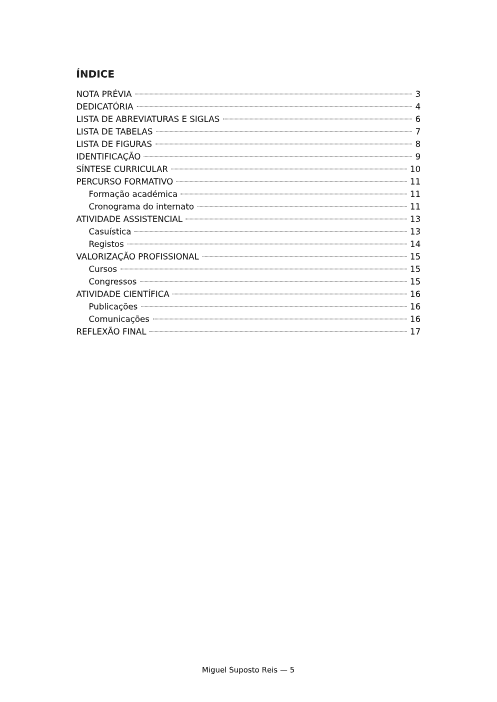 ÍNDICE
NOTA PRÉVIA 3
DEDICATÓRIA 4
LISTA DE ABREVIATURAS E SIGLAS 6
LISTA DE TABELAS 7
LISTA DE FIGURAS 8
IDENTIFICAÇÃO 9
SÍNTESE CURRICULAR 10
PERCURSO FORMATIVO 11
Formação académica 11
Cronograma do internato 11
ATIVIDADE ASSISTENCIAL 13
Casuística 13
Registos 14
VALORIZAÇÃO PROFISSIONAL 15
Cursos 15
Congressos 15
ATIVIDADE CIENTÍFICA 16
Publicações 16
Comunicações 16
REFLEXÃO FINAL 17
Miguel Suposto Reis — 5